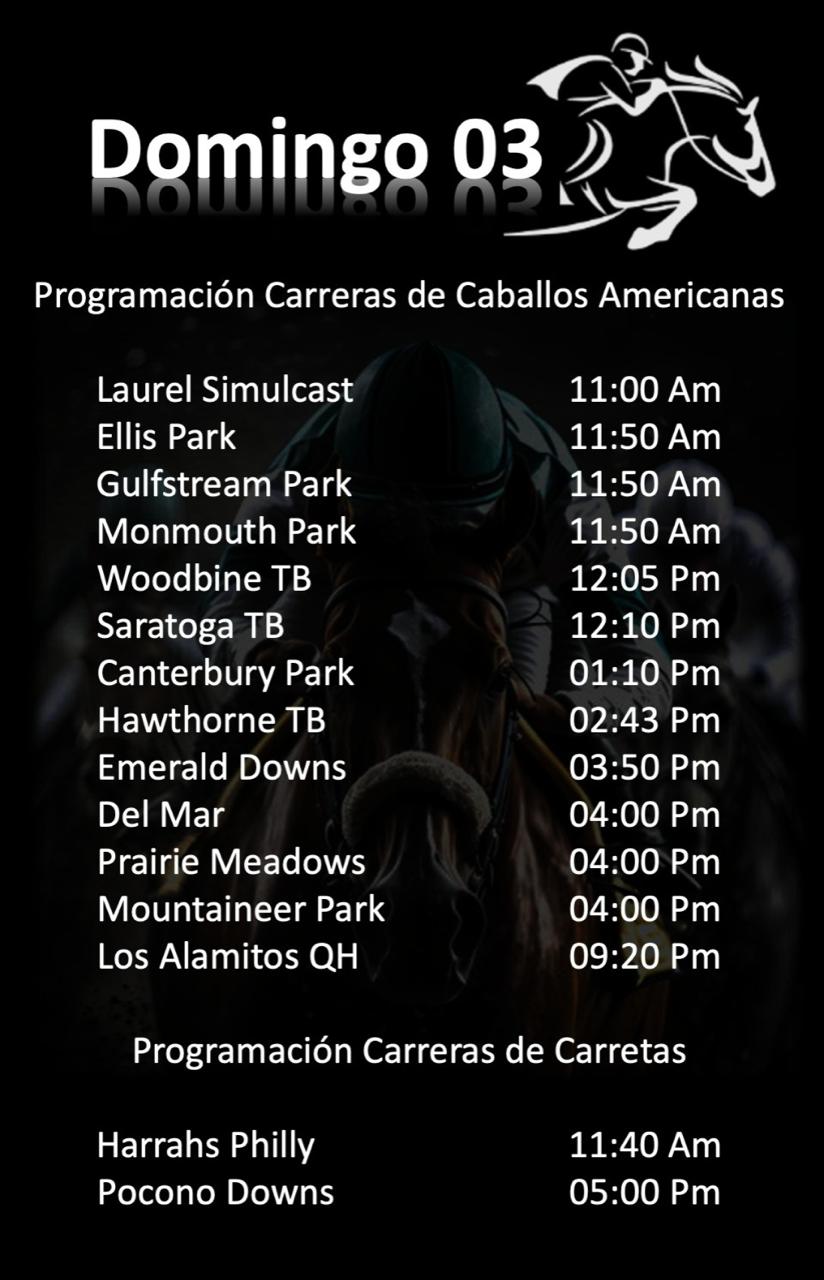 Domingo 03
Programación Carreras de Caballos Americanas
Laurel Simulcast 11:00 Am
Ellis Park 11:50 Am
Gulfstream Park 11:50 Am
Monmouth Park 11:50 Am
Woodbine TB 12:05 Pm
Saratoga TB 12:10 Pm
Canterbury Park 01:10 Pm
Hawthorne TB 02:43 Pm
Emerald Downs 03:50 Pm
Del Mar 04:00 Pm
Prairie Meadows 04:00 Pm
Mountaineer Park 04:00 Pm
Los Alamitos QH 09:20 Pm
Programación Carreras de Carretas
Harrahs Philly 11:40 Am
Pocono Downs 05:00 Pm